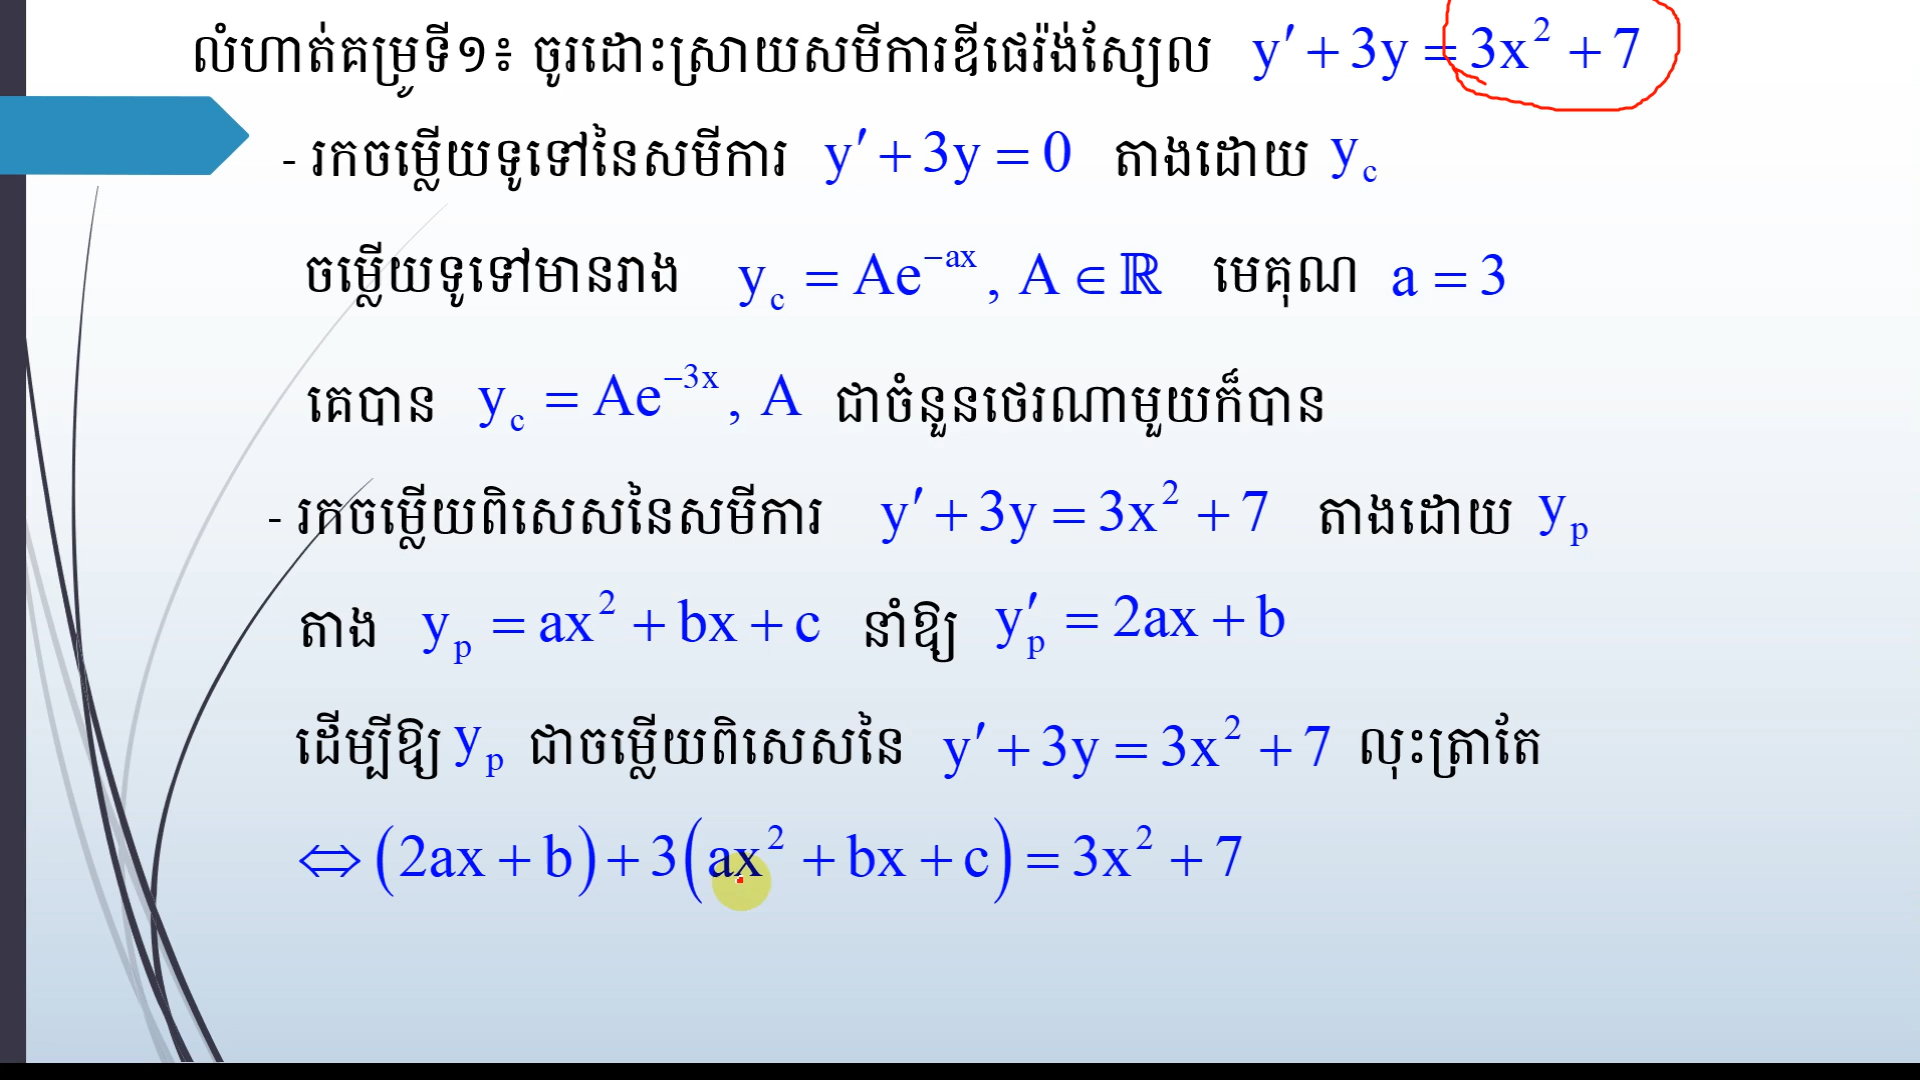 លំហាត់គម្រូទី១៖ ចូរដោះស្រាយសមីការឌីផេរ៉ង់ស្យែល y′ + 3y = 3x² + 7
- រកចម្លើយទូទៅនៃសមីការ y′ + 3y = 0 តាងដោយ y_c
ចម្លើយទូទៅមានរាង y_c = Ae^{−ax}, A ∈ ℝ មេគុណ a = 3
គេបាន y_c = Ae^{−3x}, A ជាចំនួនថេរណាមួយក៏បាន
- រកចម្លើយពិសេសនៃសមីការ y′ + 3y = 3x² + 7 តាងដោយ y_p
តាង y_p = ax² + bx + c នាំឱ្យ y′_p = 2ax + b
ដើម្បីឱ្យ y_p ជាចម្លើយពិសេសនៃ y′ + 3y = 3x² + 7 លុះត្រាតែ
⇔ (2ax + b) + 3(ax² + bx + c) = 3x² + 7